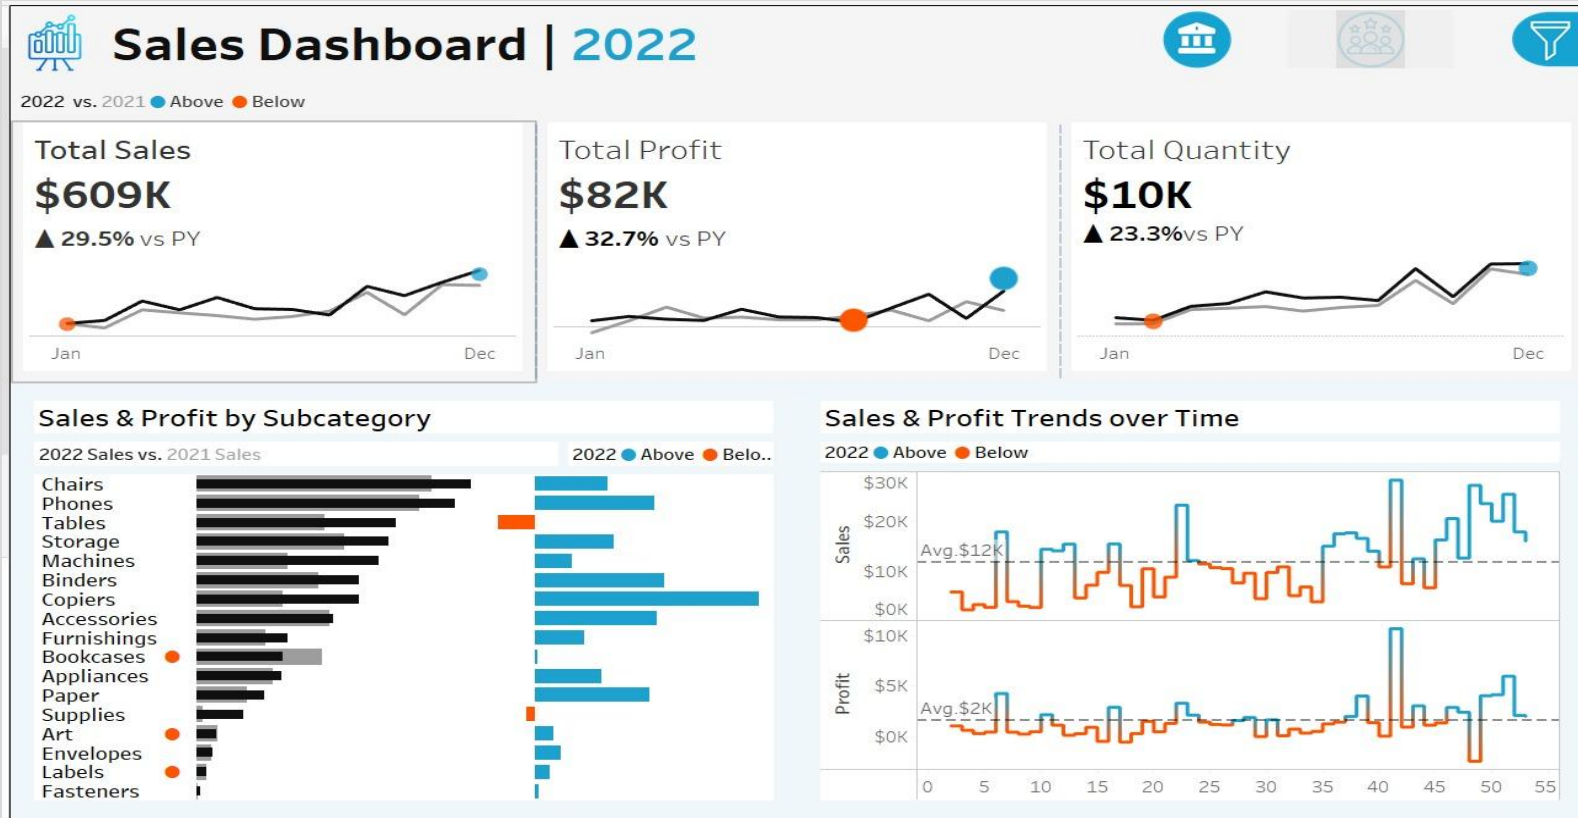 Sales Dashboard | 2022
2022 vs. 2021 Above Below
Total Sales
$609K
▲ 29.5% vs PY
Jan Dec
Total Profit
$82K
▲ 32.7% vs PY
Jan Dec
Total Quantity
$10K
▲ 23.3%vs PY
Jan Dec
Sales & Profit by Subcategory
2022 Sales vs. 2021 Sales
2022 Above Belo..
Chairs
Phones
Tables
Storage
Machines
Binders
Copiers
Accessories
Furnishings
Bookcases
Appliances
Paper
Supplies
Art
Envelopes
Labels
Fasteners
Sales & Profit Trends over Time
2022 Above Below
Sales
$30K
$20K
Avg.$12K
$10K
$0K
Profit
$10K
$5K
Avg.$2K
$0K
0 5 10 15 20 25 30 35 40 45 50 55